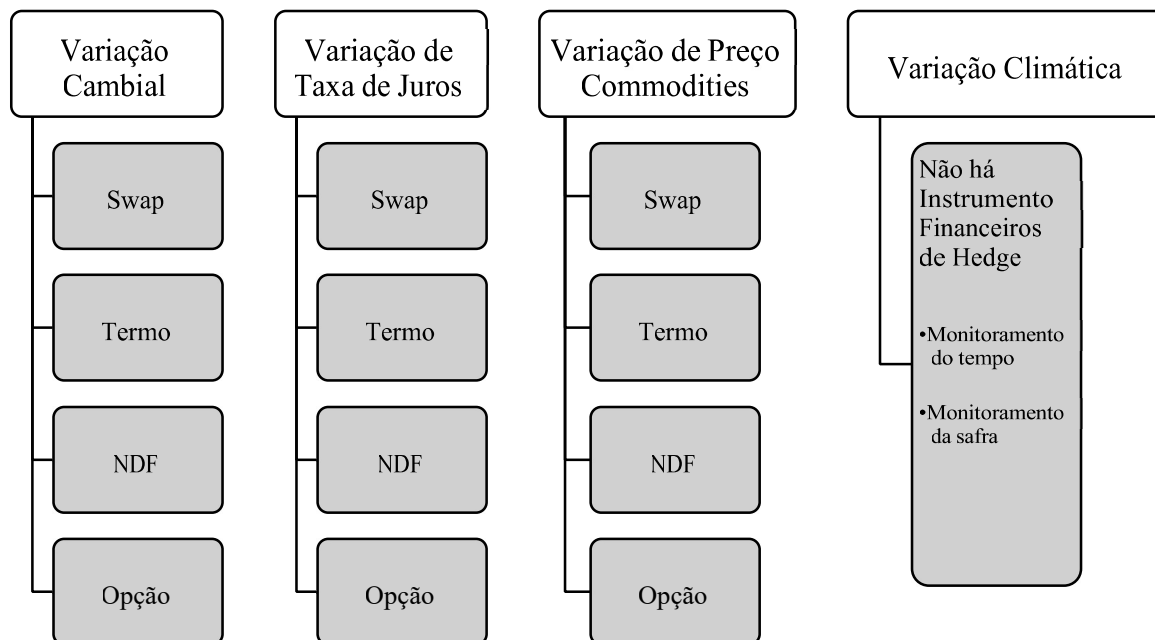 Variação
Cambial
Swap
Termo
NDF
Opção
Variação de
Taxa de Juros
Swap
Termo
NDF
Opção
Variação de Preço
Commodities
Swap
Termo
NDF
Opção
Variação Climática
Não há
Instrumento
Financeiros
de Hedge
•Monitoramento
do tempo
•Monitoramento
da safra